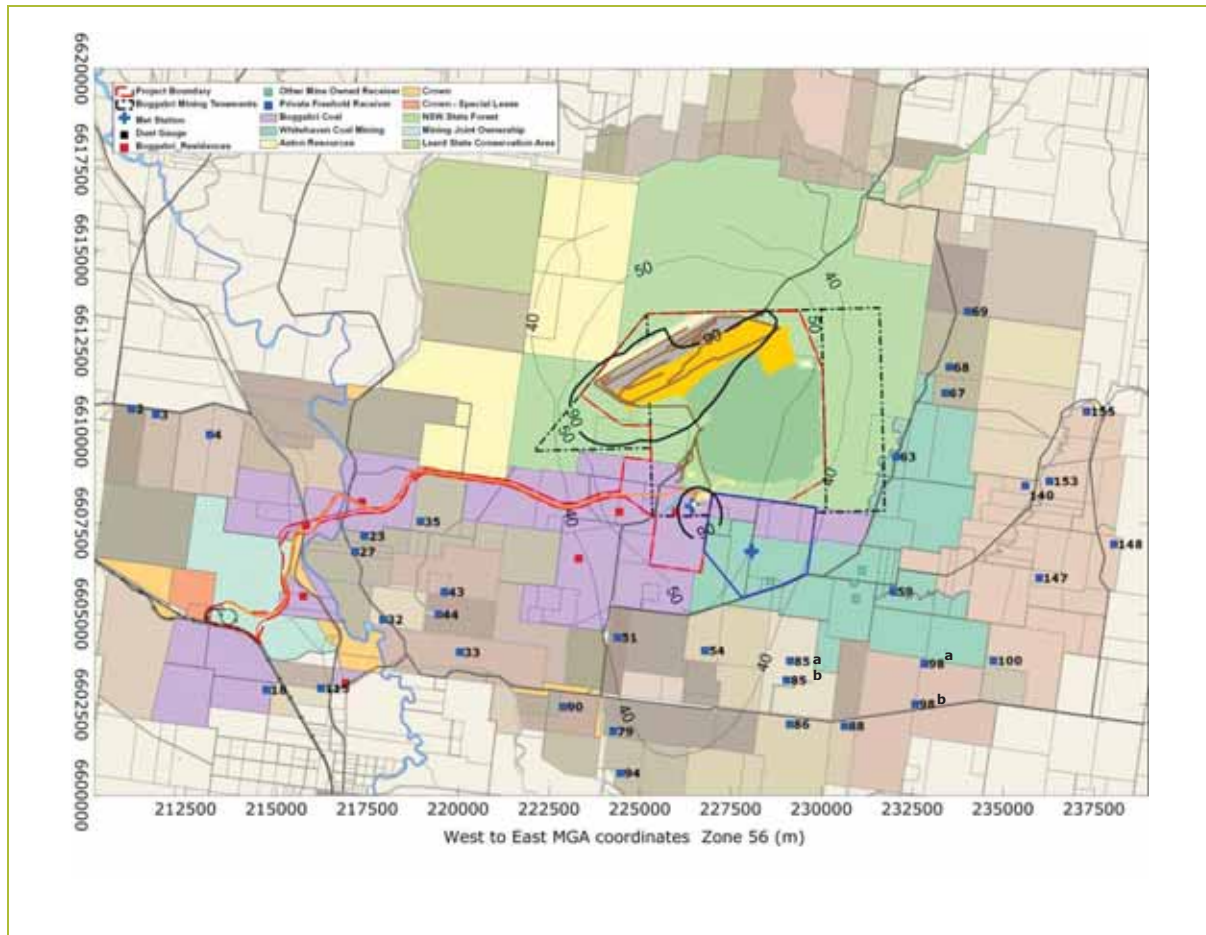 6620000
Project Boundary
Boggabri Mining Tenements
Met Station
Dust Gauge
Boggabri_Residences
Other Mine Owned Receiver
Private Freehold Receiver
Boggabri Coal
Whitehaven Coal Mining
Aston Resources
Crown
Crown - Special Lease
NSW State Forest
Mining Joint Ownership
Leard State Conservation Area
6617500
6615000
50
40
6612500
40
50
69
90
68
67
6610000
2
3
4
90
50
155
63
40
153
140
6607500
35
40
90
23
27
148
147
43
50
59
6605000
44
32
51
33
54
40
85 a
98 a
100
85 b
6602500
18
125
90
98 b
40
79
86
88
94
6600000
212500 215000 217500 220000 222500 225000 227500 230000 232500 235000 237500
West to East MGA coordinates Zone 56 (m)